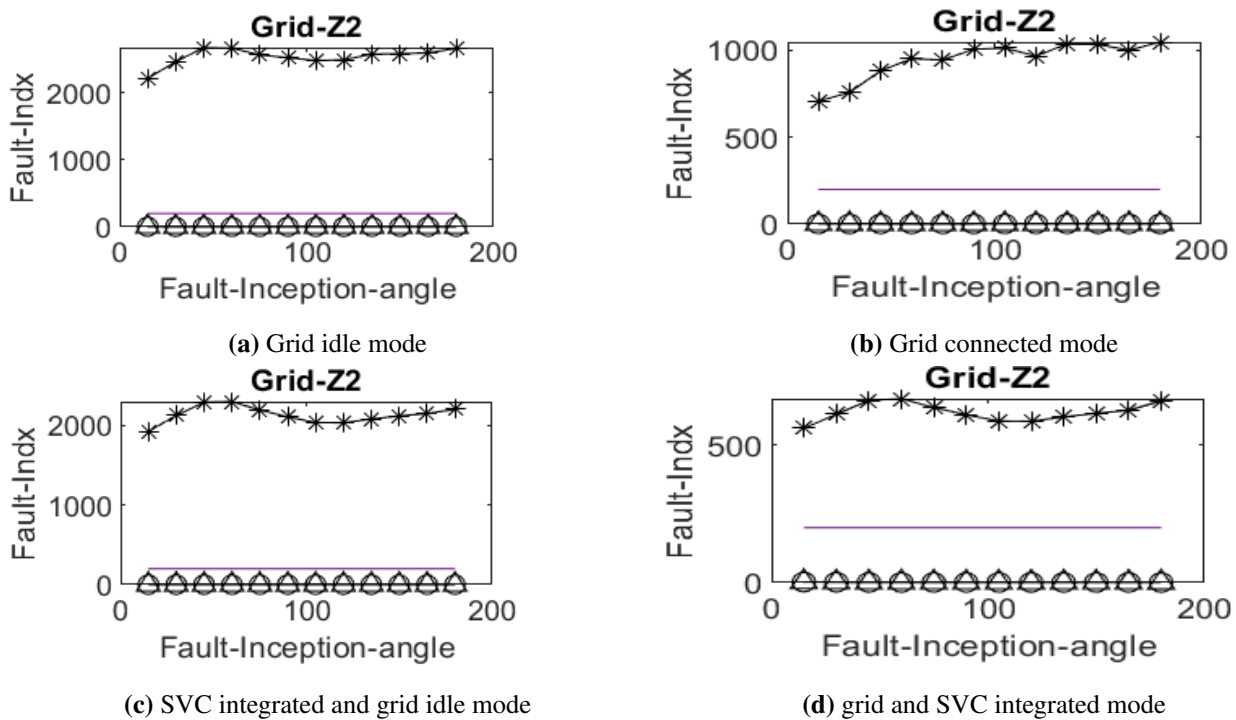 Grid-Z2
Fault-Indx
2000
1000
0
0
100
200
Fault-Inception-angle
(a) Grid idle mode
Grid-Z2
Fault-Indx
1000
500
0
0
100
200
Fault-Inception-angle
(b) Grid connected mode
Grid-Z2
Fault-Indx
2000
1000
0
0
100
200
Fault-Inception-angle
(c) SVC integrated and grid idle mode
Grid-Z2
Fault-Indx
500
0
0
100
200
Fault-Inception-angle
(d) grid and SVC integrated mode